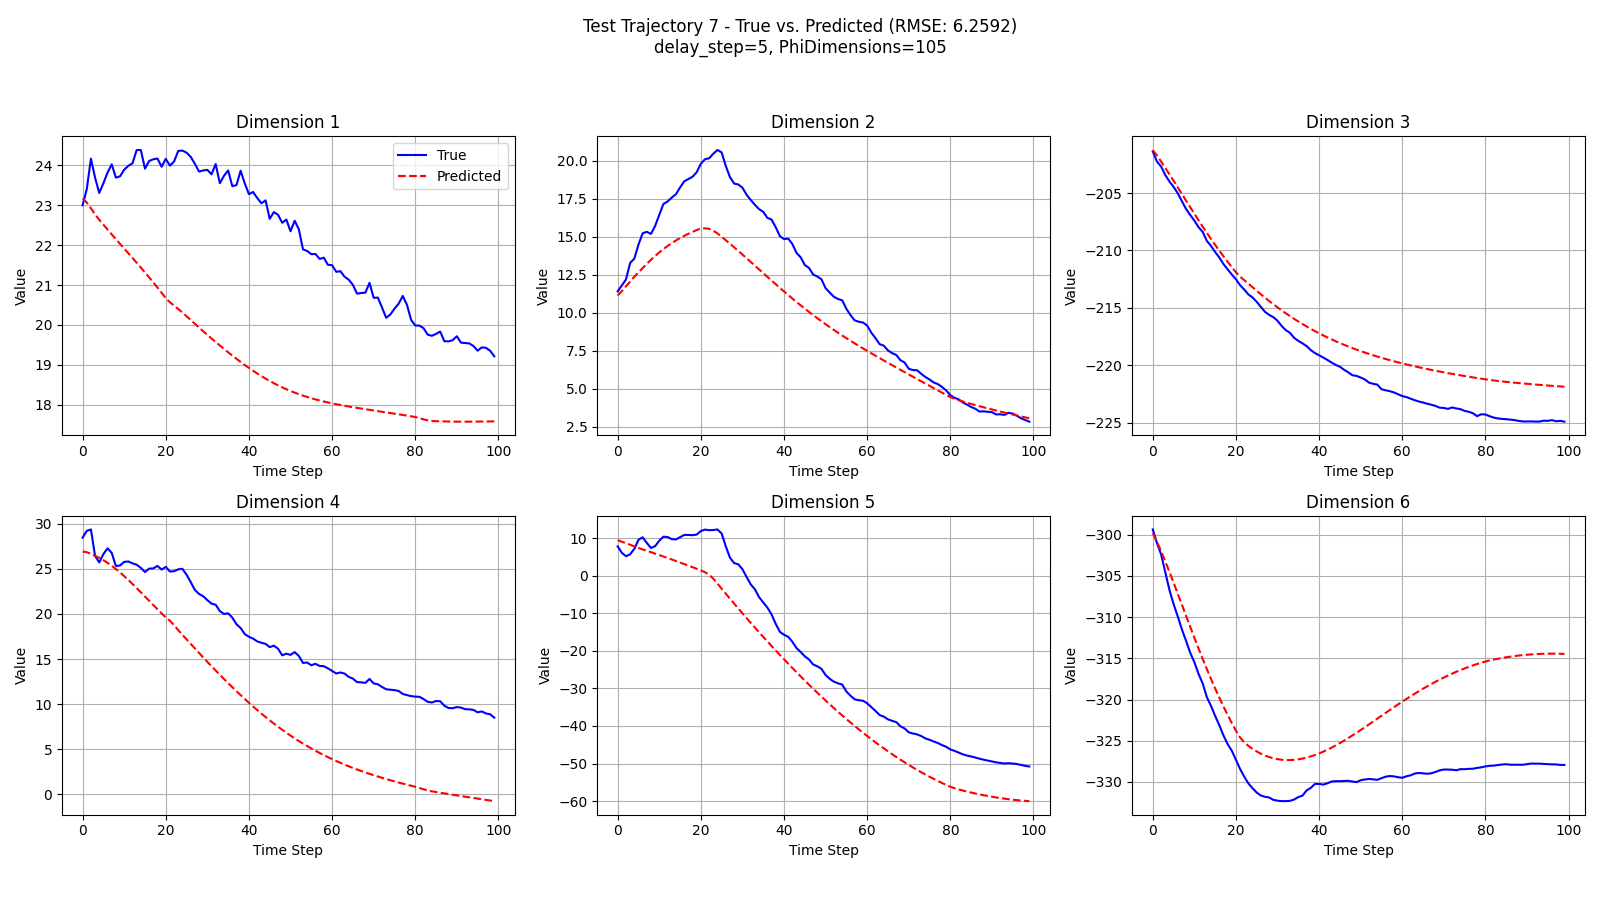 Test Trajectory 7 - True vs. Predicted (RMSE: 6.2592)
delay_step=5, PhiDimensions=105
Dimension 1
24
23
22
21
20
19
18
Value
0 20 40 60 80 100
Time Step
True
Predicted
Dimension 2
20.0
17.5
15.0
12.5
10.0
7.5
5.0
2.5
Value
0 20 40 60 80 100
Time Step
Dimension 3
−205
−210
−215
−220
−225
Value
0 20 40 60 80 100
Time Step
Dimension 4
30
25
20
15
10
5
0
Value
0 20 40 60 80 100
Time Step
Dimension 5
10
0
−10
−20
−30
−40
−50
−60
Value
0 20 40 60 80 100
Time Step
Dimension 6
−300
−305
−310
−315
−320
−325
−330
Value
0 20 40 60 80 100
Time Step